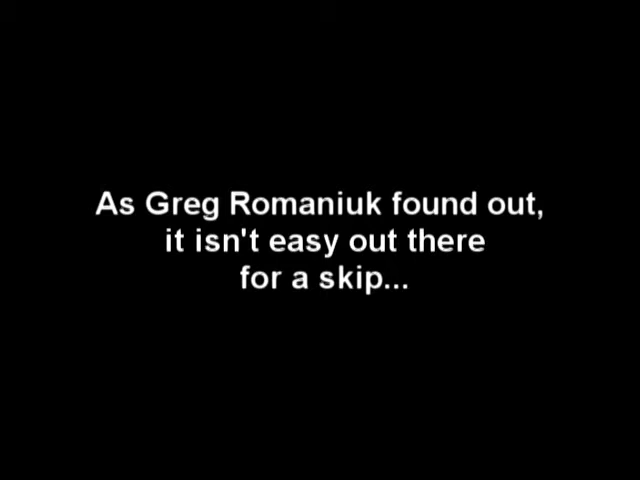 As Greg Romaniuk found out,
it isn't easy out there
for a skip...